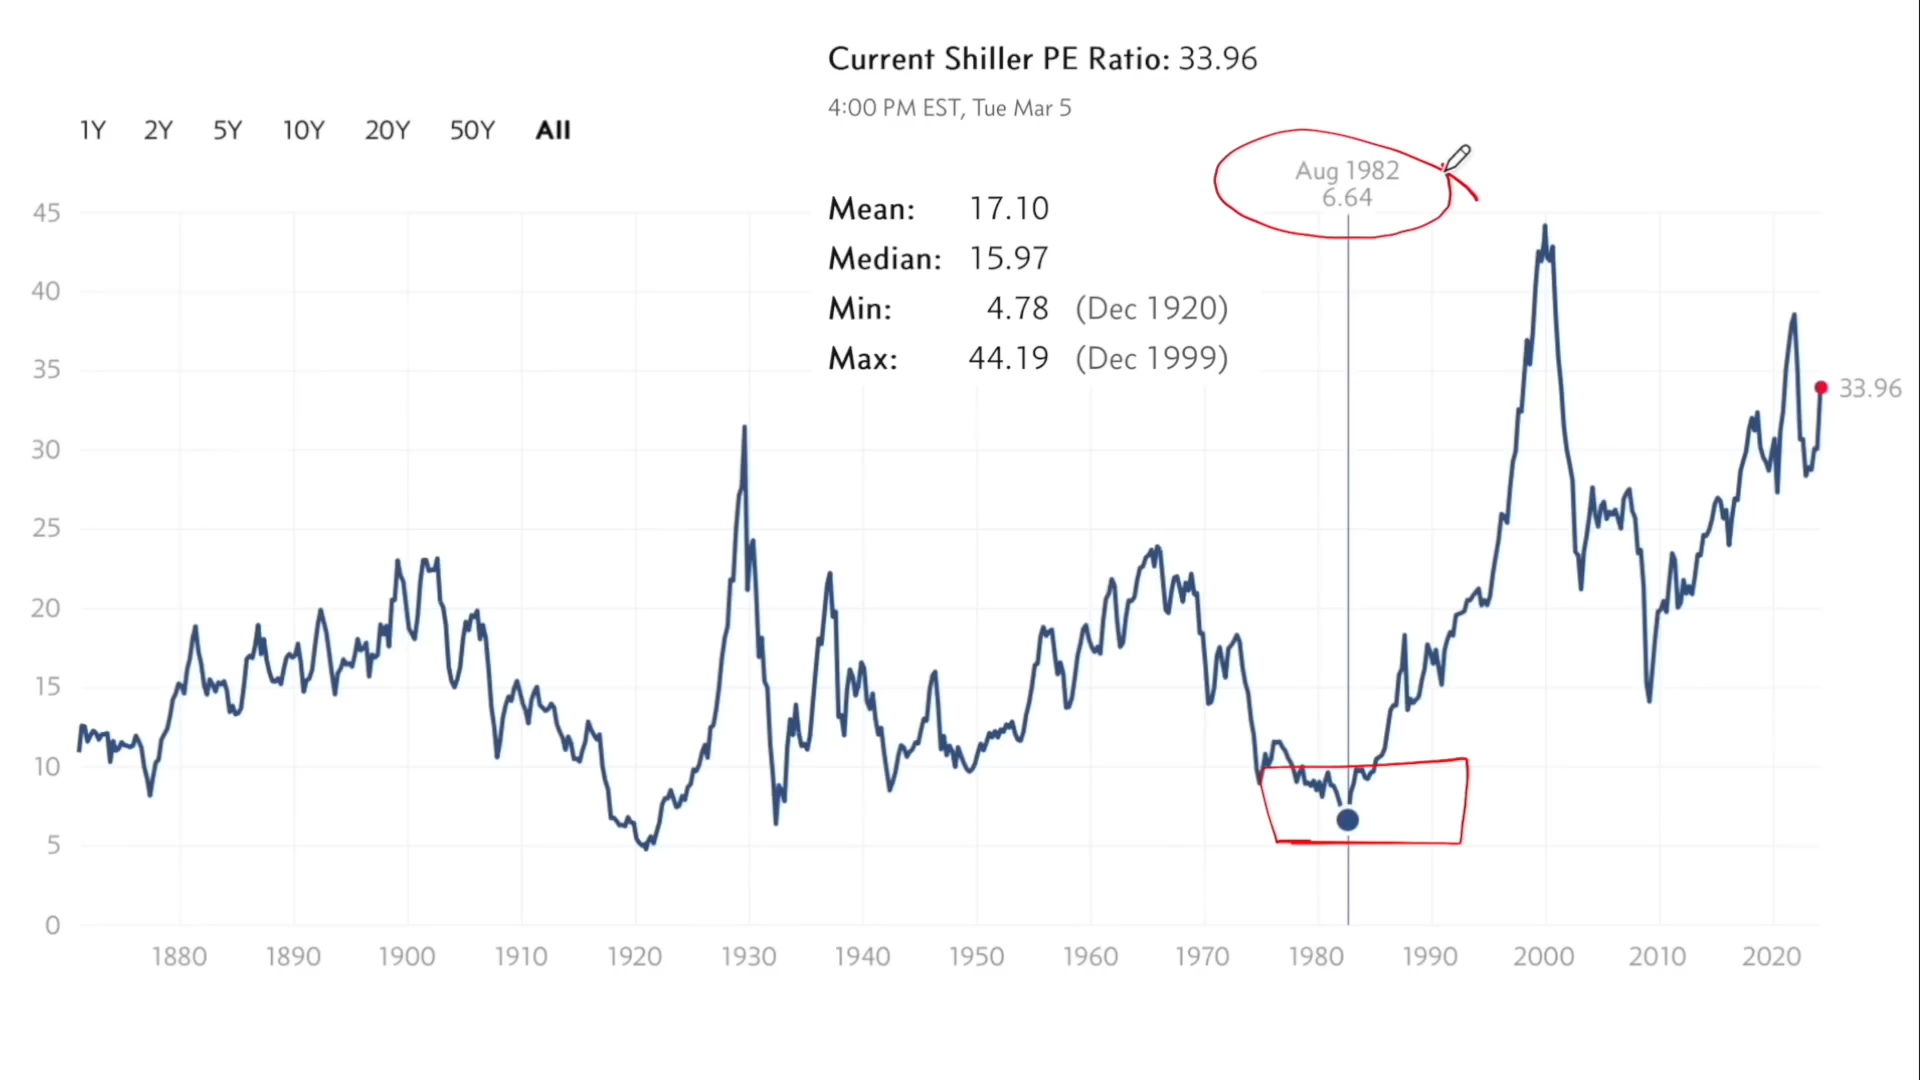 Current Shiller PE Ratio: 33.96
4:00 PM EST, Tue Mar 5
1Y 2Y 5Y 10Y 20Y 50Y All
Aug 1982
6.64
Mean: 17.10
Median: 15.97
Min: 4.78 (Dec 1920)
Max: 44.19 (Dec 1999)
45
40
35
30
25
20
15
10
5
0
33.96
1880 1890 1900 1910 1920 1930 1940 1950 1960 1970 1980 1990 2000 2010 2020